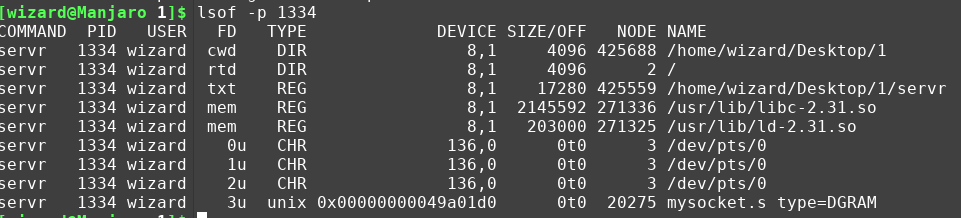 [wizard@Manjaro 1]$ lsof -p 1334
COMMAND  PID   USER   FD   TYPE             DEVICE SIZE/OFF   NODE NAME
servr   1334 wizard  cwd    DIR                8,1     4096 425688 /home/wizard/Desktop/1
servr   1334 wizard  rtd    DIR                8,1     4096      2 /
servr   1334 wizard  txt    REG                8,1    17280 425559 /home/wizard/Desktop/1/servr
servr   1334 wizard  mem    REG                8,1  2145592 271336 /usr/lib/libc-2.31.so
servr   1334 wizard  mem    REG                8,1   203000 271325 /usr/lib/ld-2.31.so
servr   1334 wizard    0u   CHR              136,0      0t0      3 /dev/pts/0
servr   1334 wizard    1u   CHR              136,0      0t0      3 /dev/pts/0
servr   1334 wizard    2u   CHR              136,0      0t0      3 /dev/pts/0
servr   1334 wizard    3u  unix 0x00000000049a01d0      0t0  20275 mysocket.s type=DGRAM
[wizard@Manjaro 1]$